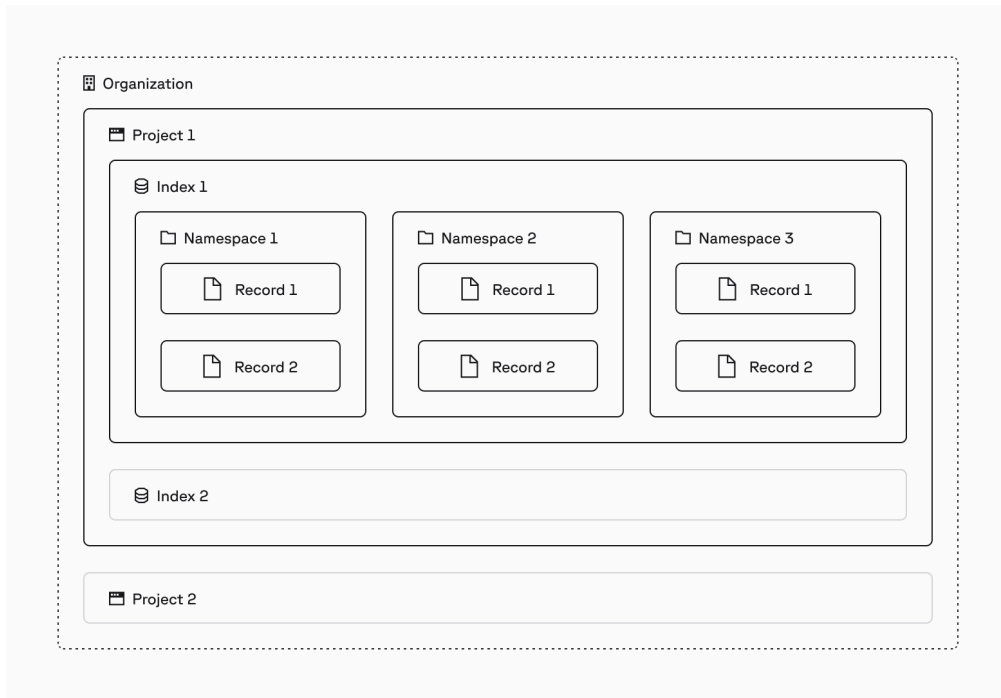 Organization
Project 1
Index 1
Namespace 1
Record 1
Record 2
Namespace 2
Record 1
Record 2
Namespace 3
Record 1
Record 2
Index 2
Project 2